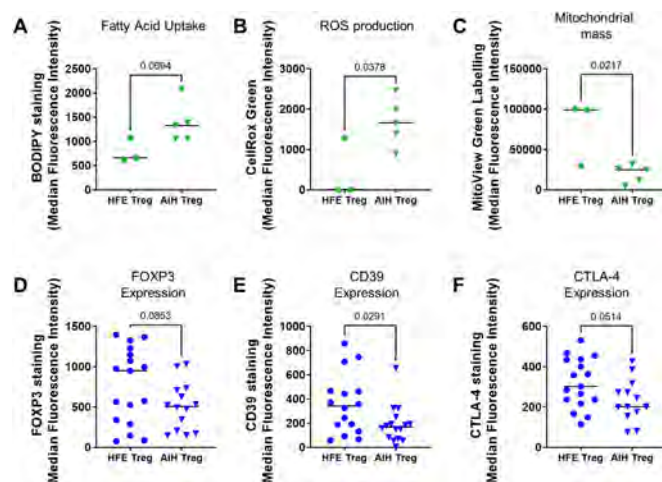 A
Fatty Acid Uptake
0.0694
BODIPY staining
(Median Fluorescence Intensity)
2500
2000
1500
1000
500
0
HFE Treg AIH Treg
B
ROS production
0.0378
CellRox Green
(Median Fluorescence Intensity)
3000
2000
1000
0
HFE Treg AIH Treg
C
Mitochondrial
mass
0.0217
MitoView Green Labelling
(Median Fluorescence Intensity)
150000
100000
50000
0
HFE Treg AIH Treg
D
FOXP3
Expression
0.0853
FOXP3 staining
(Median Fluorescence Intensity)
1500
1000
500
0
HFE Treg AIH Treg
E
CD39
Expression
0.0291
CD39 staining
(Median Fluorescence Intensity)
1000
800
600
400
200
0
HFE Treg AIH Treg
F
CTLA-4
Expression
0.0514
CTLA-4 staining
(Median Fluorescence Intensity)
600
400
200
0
HFE Treg AIH Treg